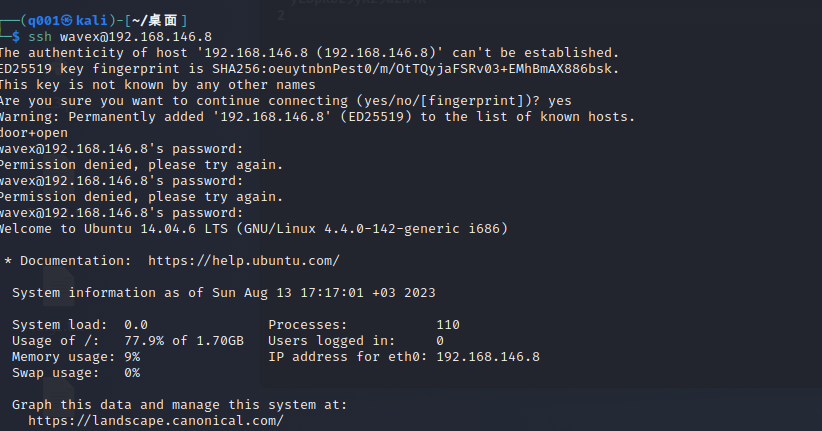 ──(q001㉿kali)-[~/桌面]
─$ ssh wavex@192.168.146.8
The authenticity of host '192.168.146.8 (192.168.146.8)' can't be established.
ED25519 key fingerprint is SHA256:oeuytnbnPest0/m/OtTQyjaFSRv03+EMhBmAX886bsk.
This key is not known by any other names
Are you sure you want to continue connecting (yes/no/[fingerprint])? yes
Warning: Permanently added '192.168.146.8' (ED25519) to the list of known hosts.
door+open
wavex@192.168.146.8's password:
Permission denied, please try again.
wavex@192.168.146.8's password:
Permission denied, please try again.
wavex@192.168.146.8's password:
Welcome to Ubuntu 14.04.6 LTS (GNU/Linux 4.4.0-142-generic i686)
* Documentation:  https://help.ubuntu.com/
System information as of Sun Aug 13 17:17:01 +03 2023
System load:  0.0                Processes:           110
Usage of /:   77.9% of 1.70GB   Users logged in:     0
Memory usage: 9%                 IP address for eth0: 192.168.146.8
Swap usage:   0%
Graph this data and manage this system at:
https://landscape.canonical.com/